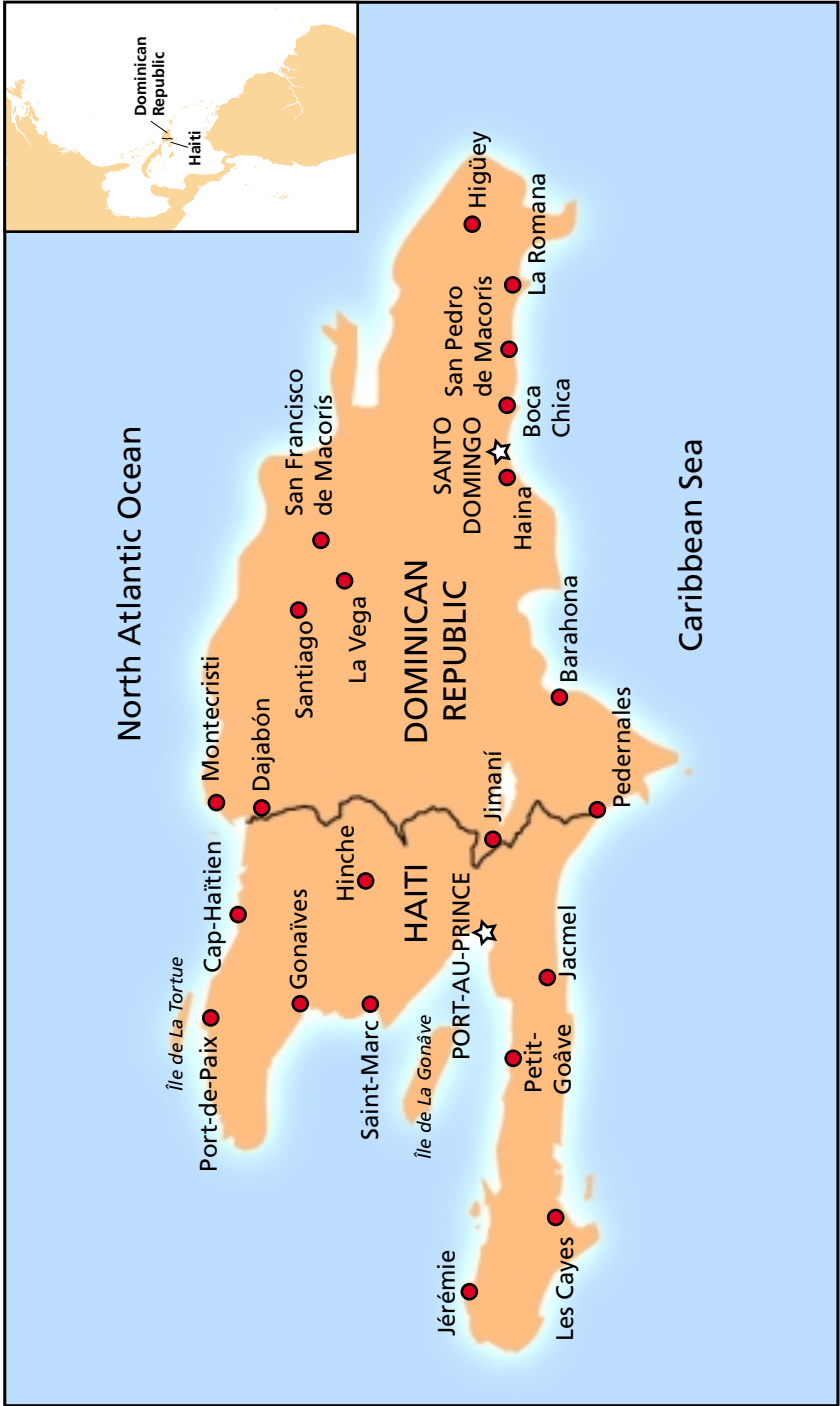 North Atlantic Ocean
Île de La Tortue
Port-de-Paix
Cap-Haïtien
Montecristi
Dajabón
Gonaïves
Hinche
Saint-Marc
Santiago
La Vega
San Francisco
de Macorís
HAITI
DOMINICAN
REPUBLIC
Île de La Gonâve
PORT-AU-PRINCE
Jimaní
SANTO
DOMINGO
San Pedro
de Macorís
Higüey
Jérémie
Petit-
Goâve
Jacmel
Les Cayes
Pedernales
Barahona
Haina
Boca
Chica
La Romana
Caribbean Sea
Dominican
Republic
Haiti